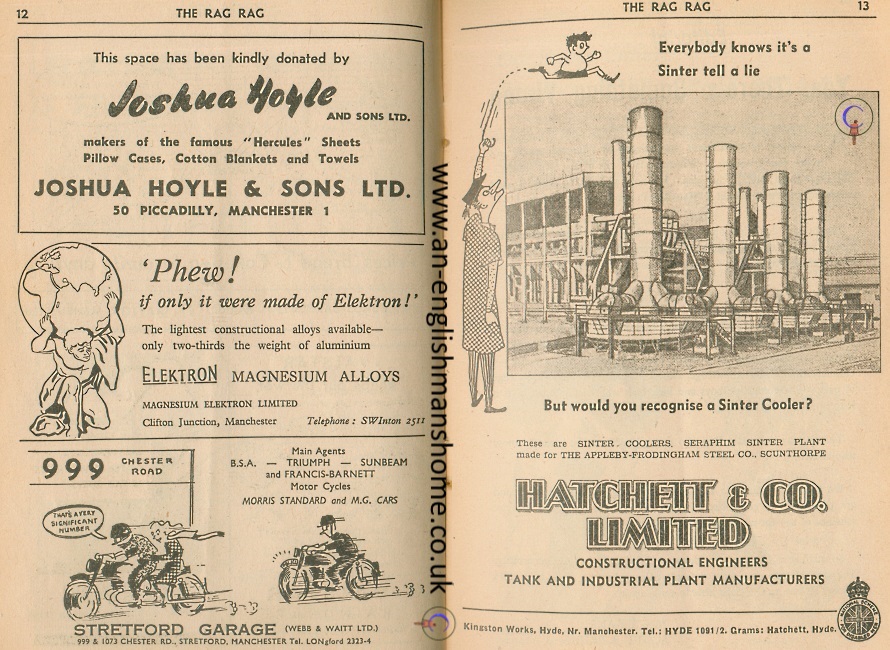 12 THE RAG RAG
This space has been kindly donated by
Joshua Hoyle
AND SONS LTD.
makers of the famous "Hercules" Sheets
Pillow Cases, Cotton Blankets and Towels
JOSHUA HOYLE & SONS LTD.
50 PICCADILLY, MANCHESTER 1
'Phew!
if only it were made of Elektron!'
The lightest constructional alloys available—
only two-thirds the weight of aluminium
ELEKTRON MAGNESIUM ALLOYS
MAGNESIUM ELEKTRON LIMITED
Clifton Junction, Manchester Telephone: SWInton 2511
999 CHESTER
ROAD
Main Agents
B.S.A. — TRIUMPH — SUNBEAM
and FRANCIS-BARNETT
Motor Cycles
MORRIS STANDARD and M.G. CARS
THAT'S A VERY
SIGNIFICANT
NUMBER
STRETFORD GARAGE (WEBB & WAITT LTD.)
999 & 1073 CHESTER RD., STRETFORD, MANCHESTER Tel. LONgford 2323-4
www.an-englishmanshome.co.uk
THE RAG RAG 13
Everybody knows it's a
Sinter tell a lie
But would you recognise a Sinter Cooler?
These are SINTER COOLERS, SERAPHIM SINTER PLANT
made for THE APPLEBY-FRODINGHAM STEEL CO., SCUNTHORPE
HATCHETT & CO.
LIMITED
CONSTRUCTIONAL ENGINEERS
TANK AND INDUSTRIAL PLANT MANUFACTURERS
Kingston Works, Hyde, Nr. Manchester. Tel.: HYDE 1091/2. Grams: Hatchett, Hyde.